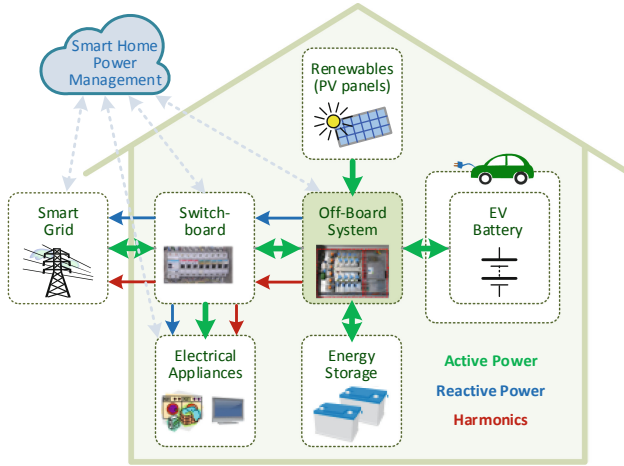 Smart Home
Power
Management
Renewables
(PV panels)
Smart
Grid
Switch-
board
Off-Board
System
EV
Battery
Electrical
Appliances
Energy
Storage
Active Power
Reactive Power
Harmonics